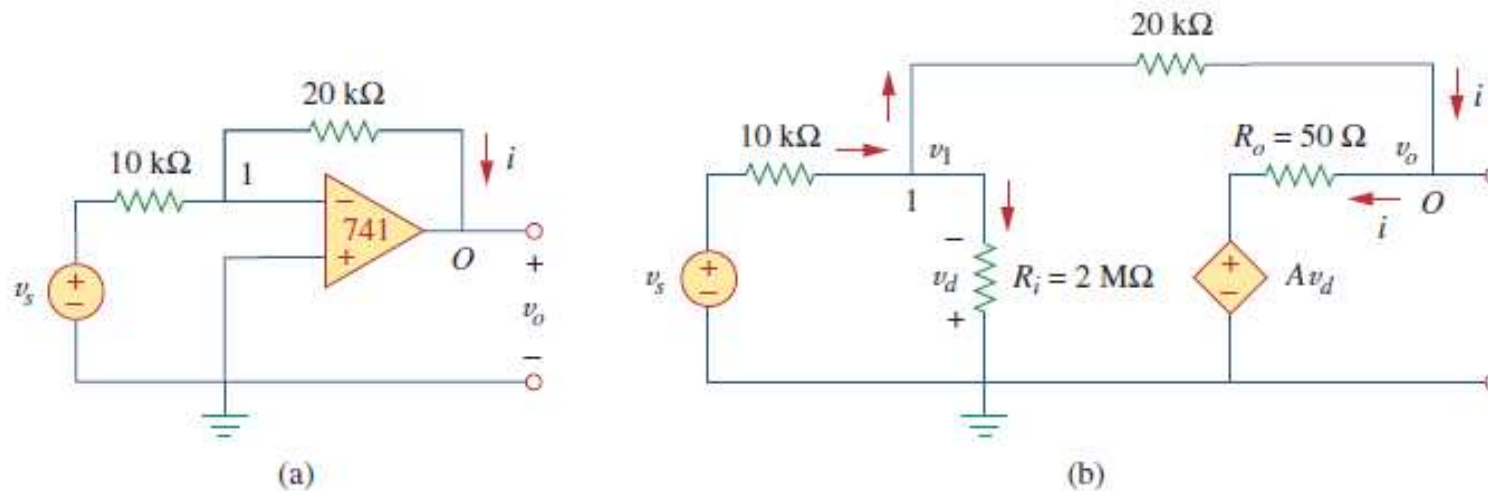 20 kΩ
10 kΩ
1
i
−
741
+
O
+
v_s
+
−
v_o
−
(a)
20 kΩ
i
10 kΩ
v_1
R_o = 50 Ω
v_o
1
O
i
−
v_s
+
−
v_d
R_i = 2 MΩ
+
−
A v_d
+
(b)